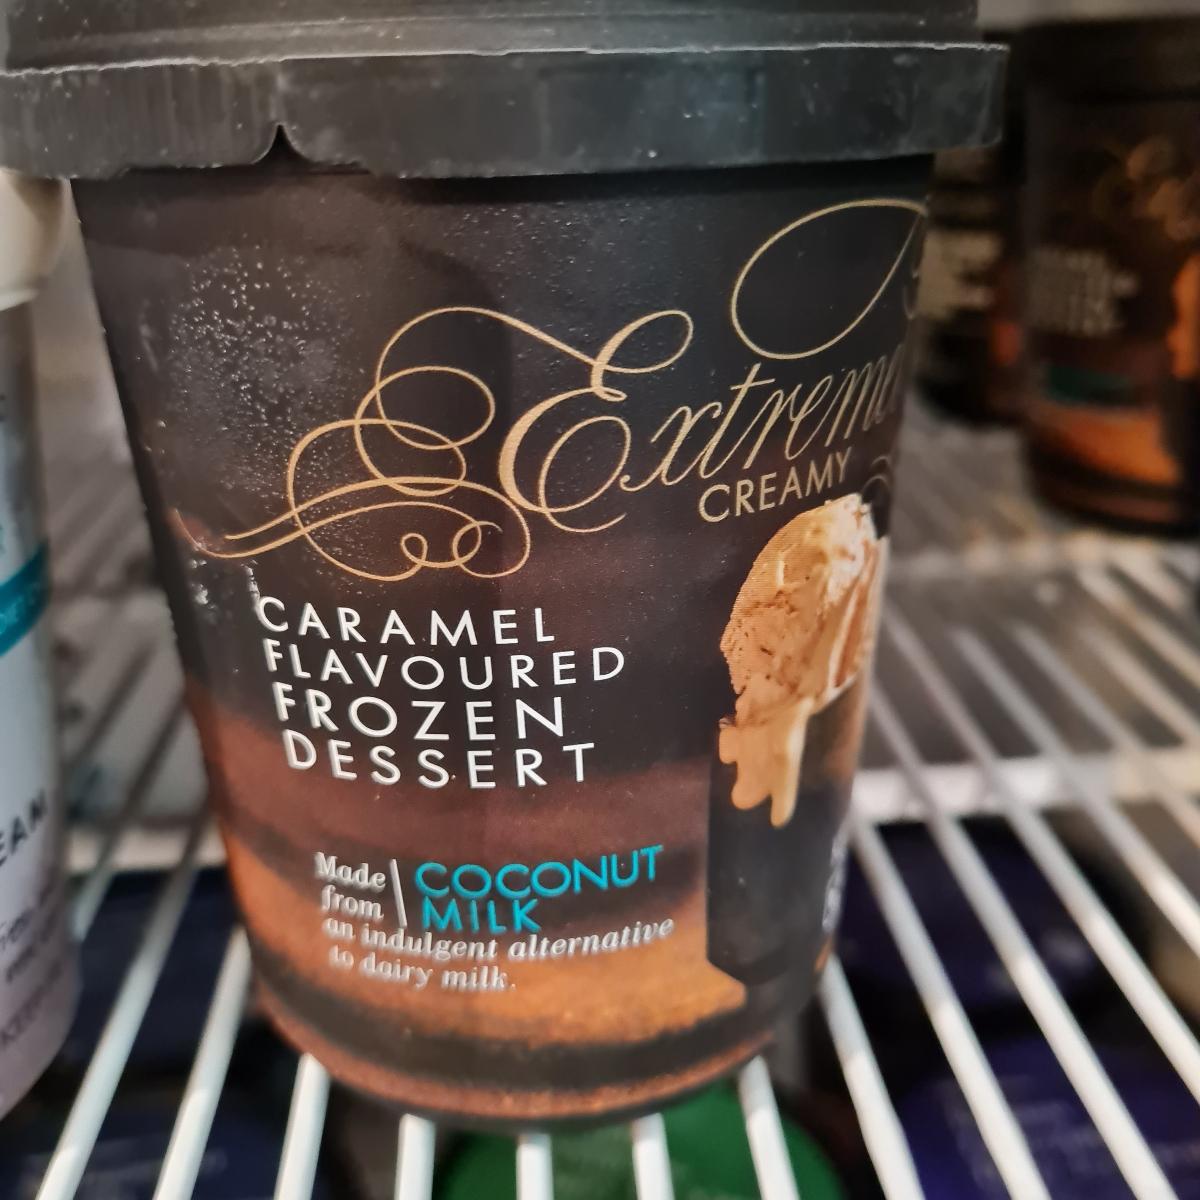 Extreme
CREAMY
CARAMEL
FLAVOURED
FROZEN
DESSERT
Made
from
COCONUT
MILK
an indulgent alternative
to dairy milk.